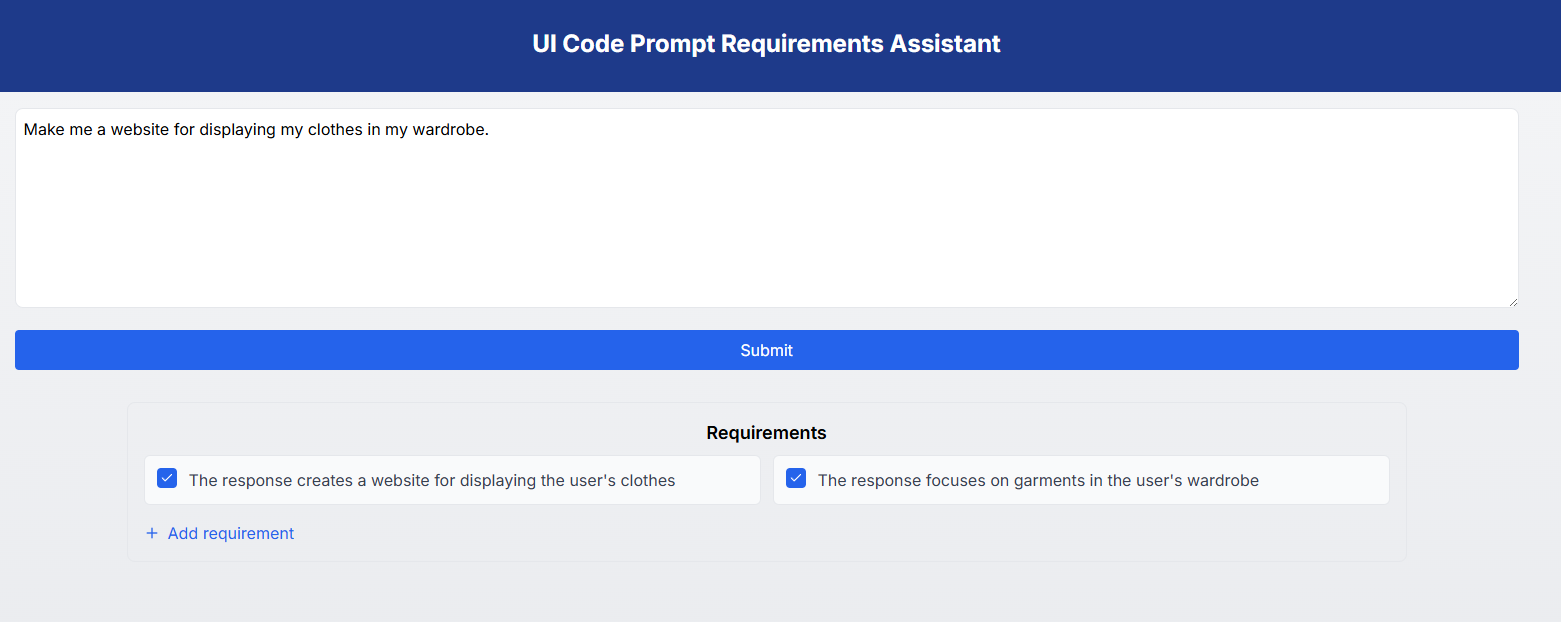 UI Code Prompt Requirements Assistant
Make me a website for displaying my clothes in my wardrobe.
Submit
Requirements
The response creates a website for displaying the user's clothes
The response focuses on garments in the user's wardrobe
+ Add requirement